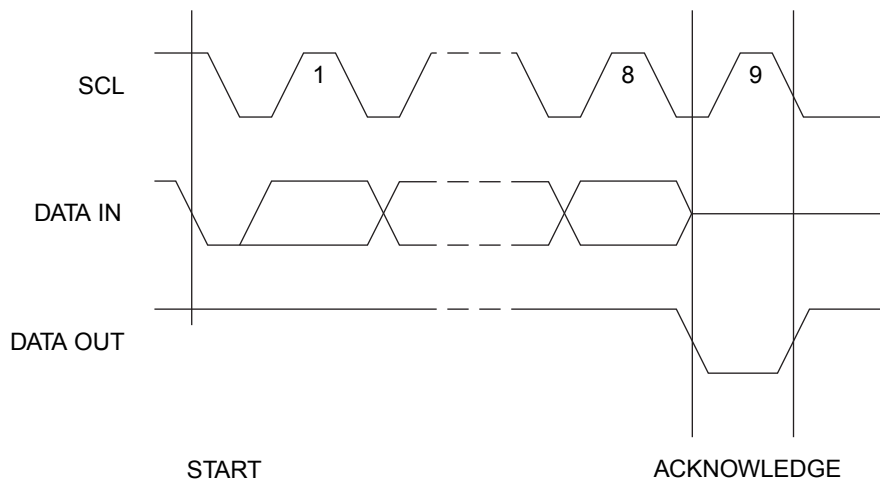 SCL
1
8
9
DATA IN
DATA OUT
START
ACKNOWLEDGE